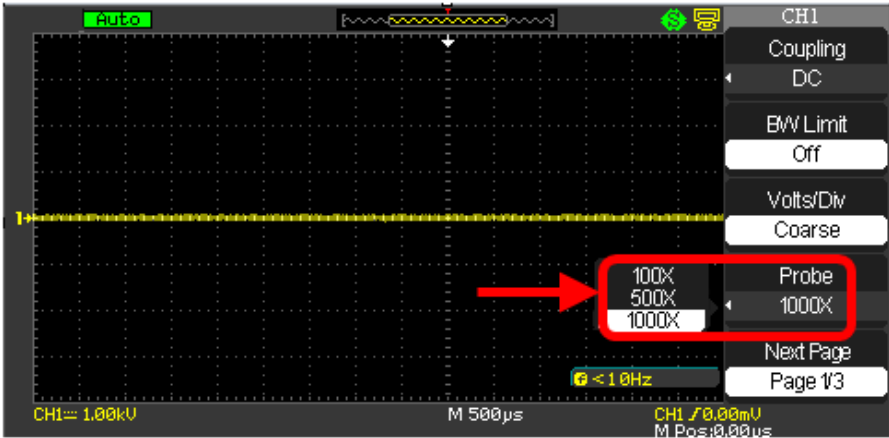 Auto
CH1
Coupling
DC
BW Limit
Off
Volts/Div
Coarse
1
100X
500X
1000X
Probe
1000X
Next Page
Page 1/3
f <10Hz
CH1 1.00kV
M 500µs
CH1 0.00mV
M Pos:0.00µs